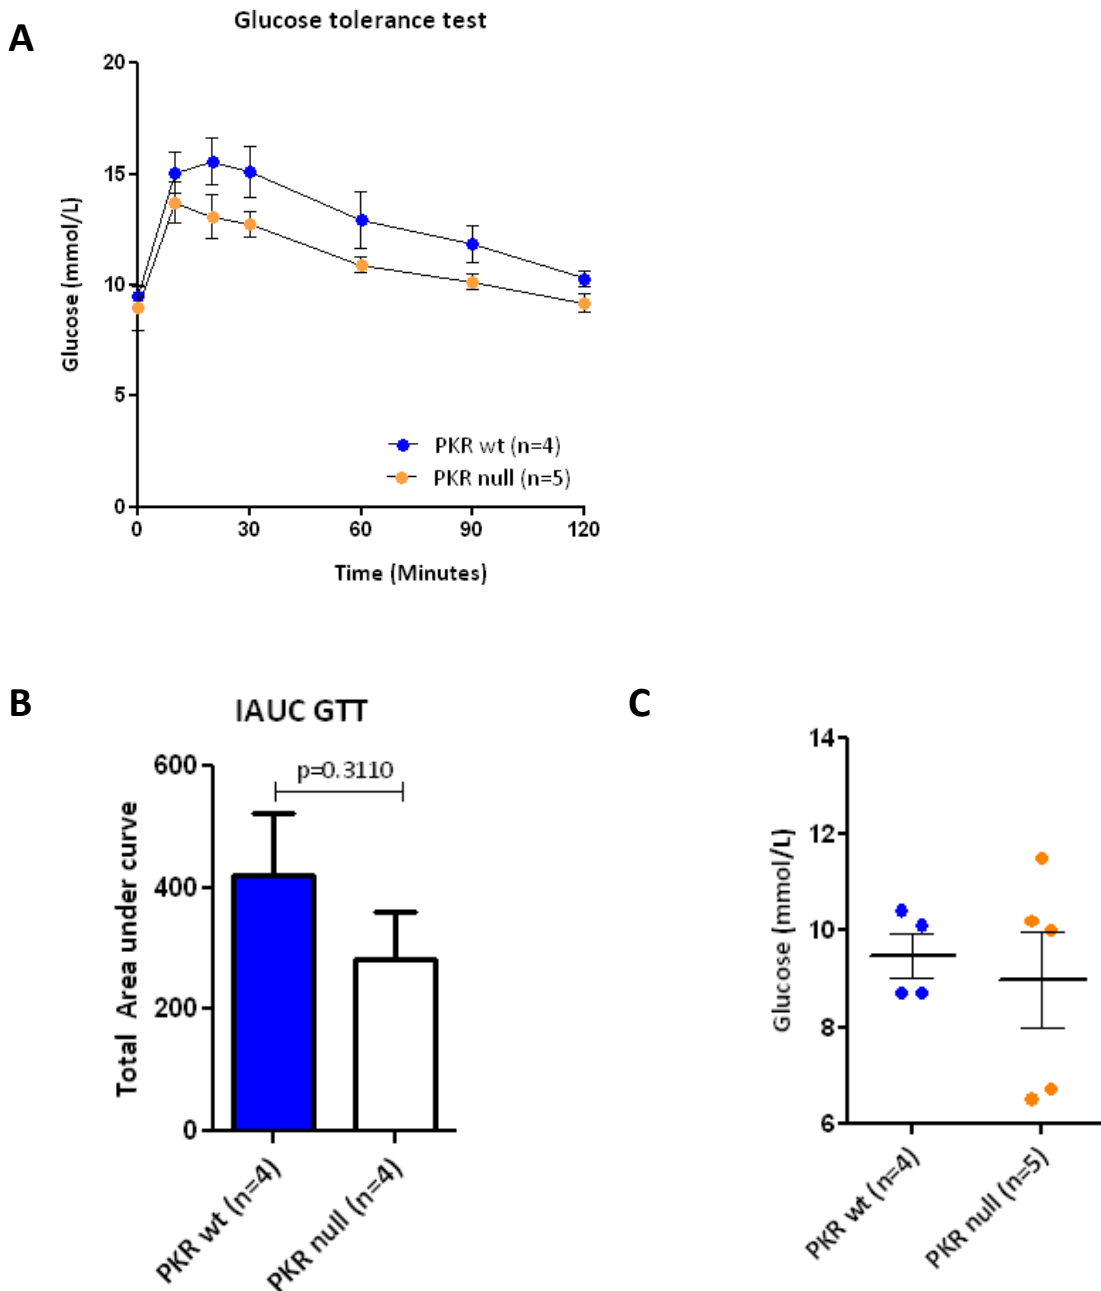 A
Glucose tolerance test
20
15
10
5
0
Glucose (mmol/L)
PKR wt (n=4)
PKR null (n=5)
0 30 60 90 120
Time (Minutes)
B
IAUC GTT
p=0.3110
600
400
200
0
Total Area under curve
PKR wt (n=4)
PKR null (n=4)
C
14
12
10
8
6
Glucose (mmol/L)
PKR wt (n=4)
PKR null (n=5)